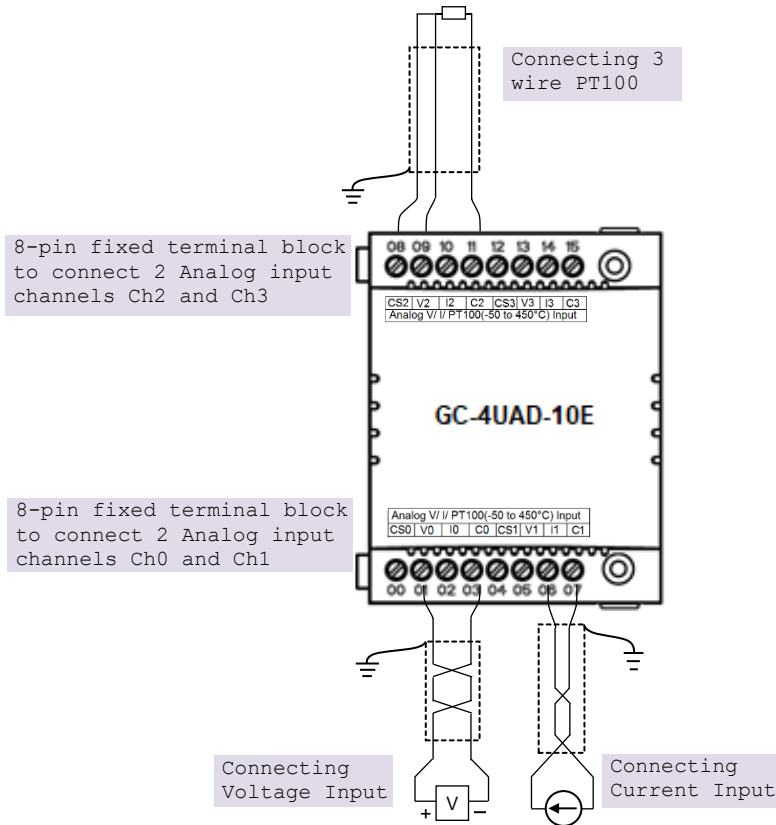 Connecting 3
wire PT100
8-pin fixed terminal block
to connect 2 Analog input
channels Ch2 and Ch3
08 09 10 11 12 13 14 15
CS2 V2 I2 C2 CS3 V3 I3 C3
Analog V/ I/ PT100(-50 to 450°C) Input
GC-4UAD-10E
8-pin fixed terminal block
to connect 2 Analog input
channels Ch0 and Ch1
Analog V/ I/ PT100(-50 to 450°C) Input
CS0 V0 I0 C0 CS1 V1 I1 C1
00 01 02 03 04 05 06 07
Connecting
Voltage Input
+ V −
Connecting
Current Input